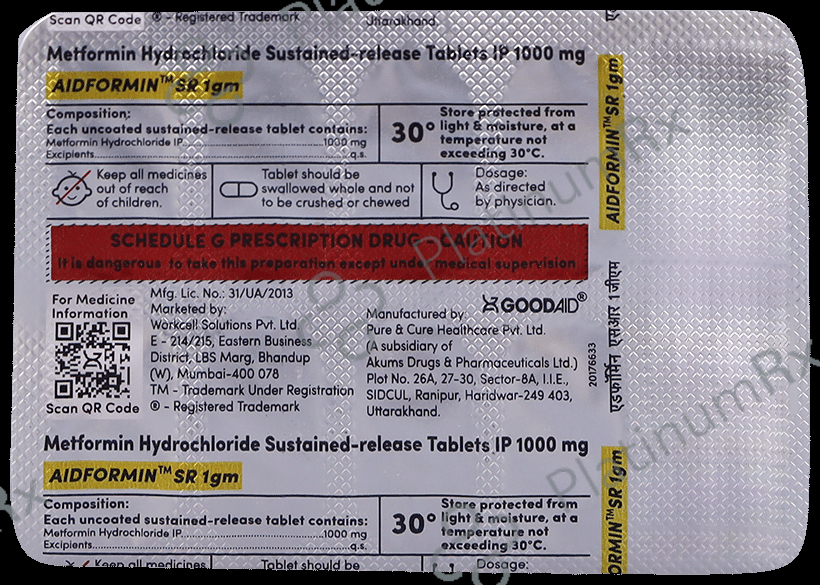 Scan QR Code ® - Registered Trademark Uttarakhand.
Metformin Hydrochloride Sustained-release Tablets IP 1000 mg
AIDFORMIN™ SR 1gm
Composition:
Each uncoated sustained-release tablet contains:
Metformin Hydrochloride IP..........1000 mg
Excipients..........q.s.
30°
Store protected from
light & moisture, at a
temperature not
exceeding 30°C.
Keep all medicines
out of reach
of children.
Tablet should be
swallowed whole and not
to be crushed or chewed
Dosage:
As directed
by physician.
SCHEDULE G PRESCRIPTION DRUG - CAUTION
It is dangerous to take this preparation except under medical supervision
For Medicine
Information
Scan QR Code
Mfg. Lic. No.: 31/UA/2013
Marketed by:
Workcell Solutions Pvt. Ltd.
E - 214/215, Eastern Business
District, LBS Marg, Bhandup
(W), Mumbai-400 078
TM - Trademark Under Registration
® - Registered Trademark
GOODAID®
Manufactured by:
Pure & Cure Healthcare Pvt. Ltd.
(A subsidiary of
Akums Drugs & Pharmaceuticals Ltd.)
Plot No. 26A, 27-30, Sector-8A, I.I.E.,
SIDCUL, Ranipur, Haridwar-249 403,
Uttarakhand.
20176633
AIDFORMIN™ SR 1gm
एडफोर्मिन एसआर 1जीएम
Metformin Hydrochloride Sustained-release Tablets IP 1000 mg
AIDFORMIN™ SR 1gm
Composition:
Each uncoated sustained-release tablet contains:
Metformin Hydrochloride IP..........1000 mg
Excipients..........q.s.
30°
Store protected from
light & moisture, at a
temperature not
exceeding 30°C.
Keep all medicines
Tablet should be
Dosage:
ORMIN™ SR 1gm
PlatinumRx
PlatinumRx
PlatinumRx